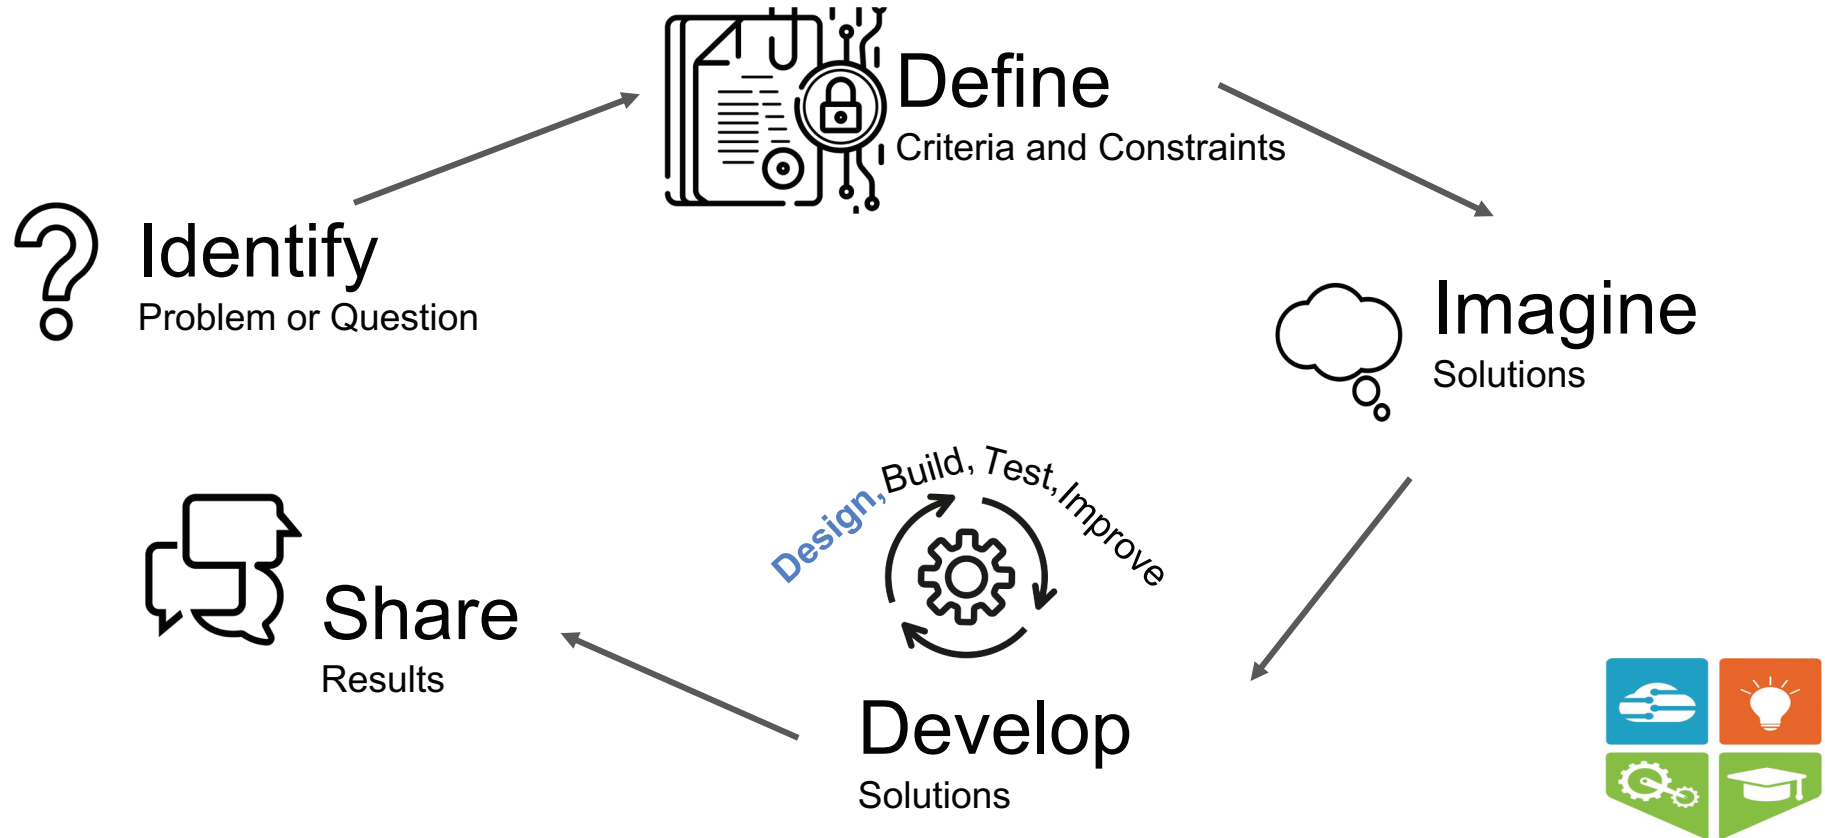 Define
Criteria and Constraints
Identify
Problem or Question
Imagine
Solutions
Design, Build, Test, Improve
Share
Results
Develop
Solutions